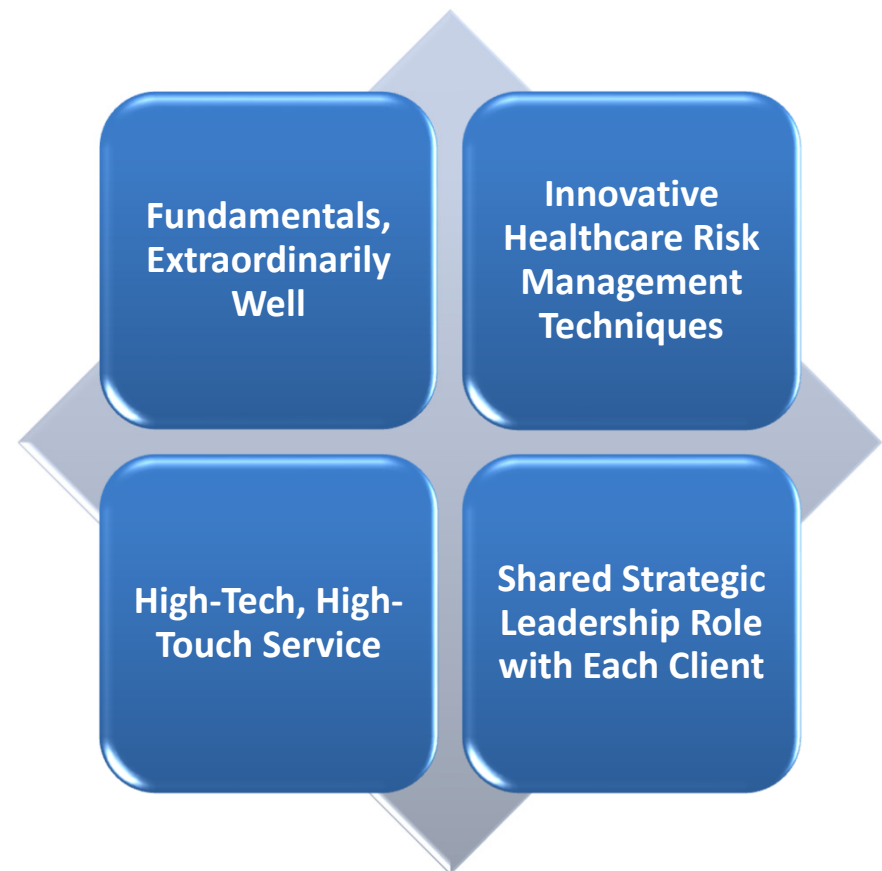 Fundamentals,
Extraordinarily
Well
Innovative
Healthcare Risk
Management
Techniques
High-Tech, High-
Touch Service
Shared Strategic
Leadership Role
with Each Client